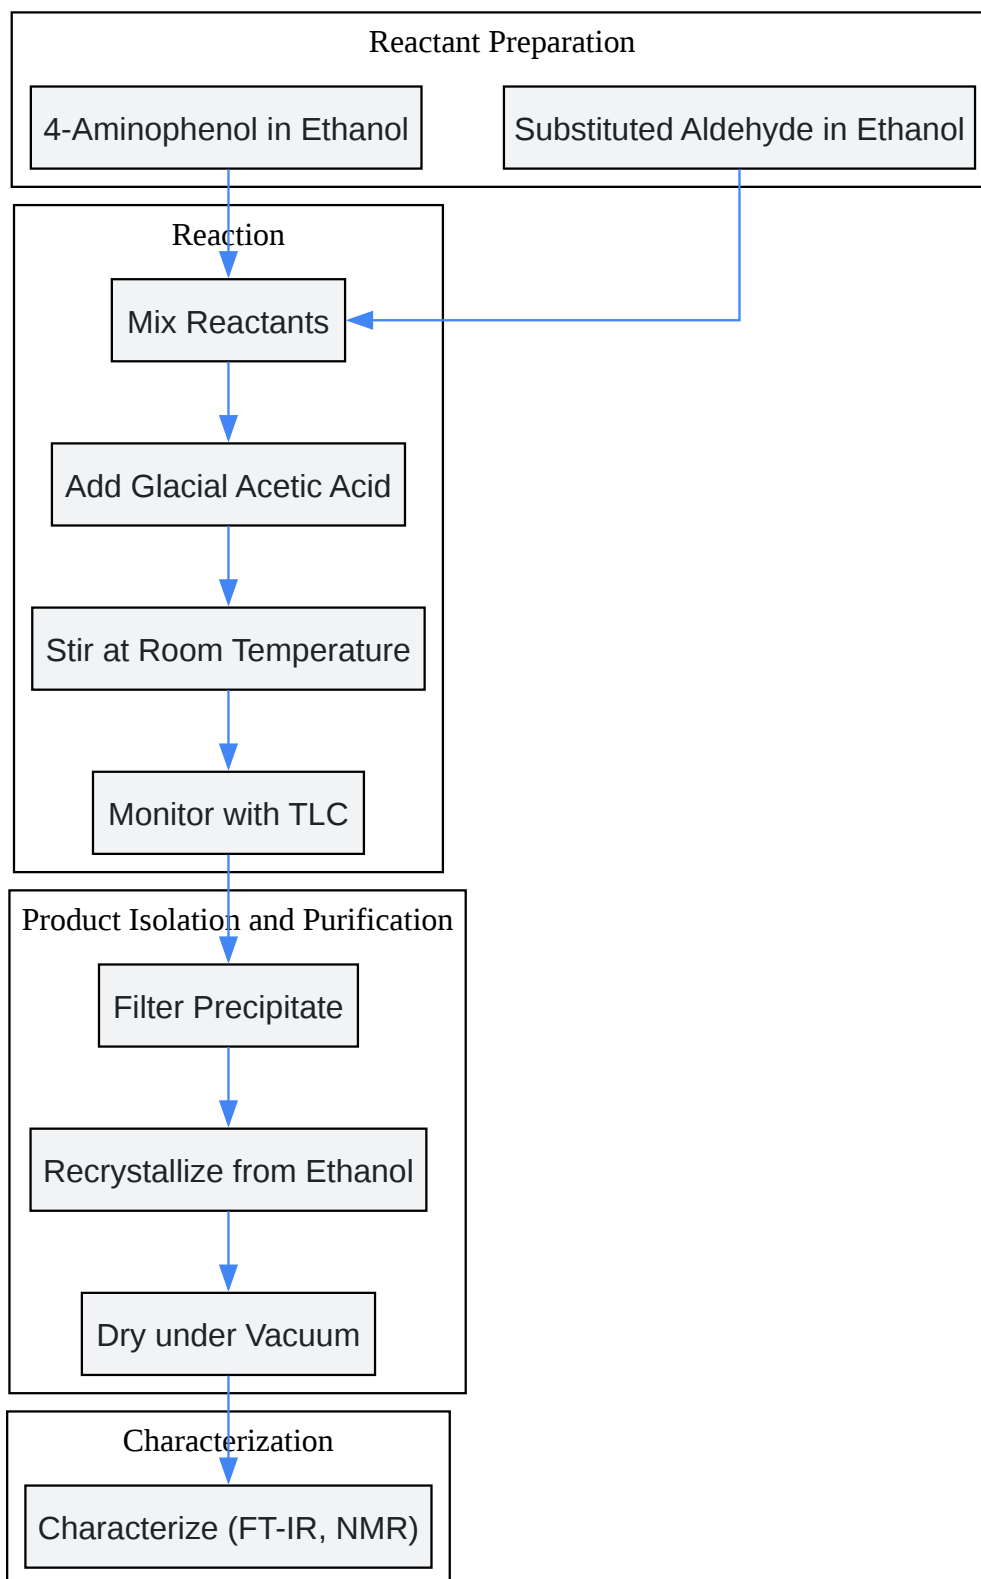 Reactant Preparation
4-Aminophenol in Ethanol
Substituted Aldehyde in Ethanol
Reaction
Mix Reactants
Add Glacial Acetic Acid
Stir at Room Temperature
Monitor with TLC
Product Isolation and Purification
Filter Precipitate
Recrystallize from Ethanol
Dry under Vacuum
Characterization
Characterize (FT-IR, NMR)